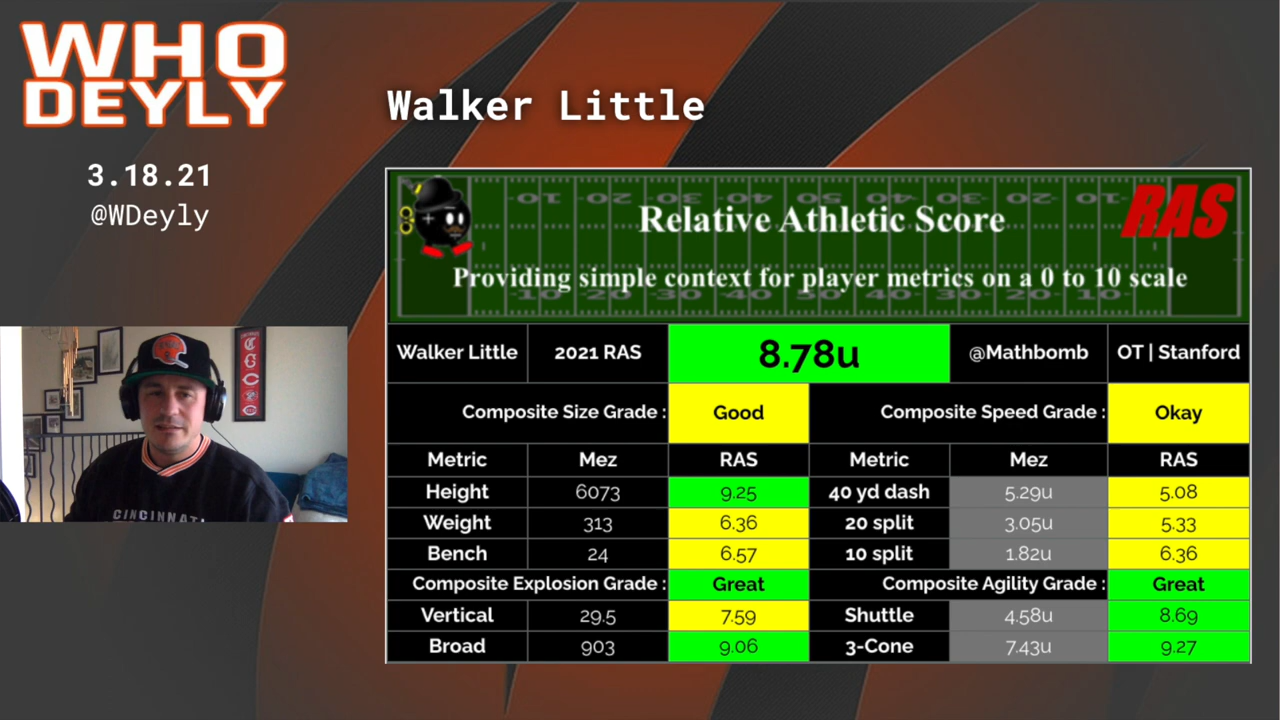 WHO
DEYLY
3.18.21
@WDeyly
Walker Little
Relative Athletic Score
RAS
Providing simple context for player metrics on a 0 to 10 scale
Walker Little 2021 RAS 8.78u @Mathbomb OT | Stanford
Composite Size Grade : Good Composite Speed Grade : Okay
Metric Mez RAS Metric Mez RAS
Height 6073 9.25 40 yd dash 5.29u 5.08
Weight 313 6.36 20 split 3.05u 5.33
Bench 24 6.57 10 split 1.82u 6.36
Composite Explosion Grade : Great Composite Agility Grade : Great
Vertical 29.5 7.59 Shuttle 4.58u 8.69
Broad 903 9.06 3-Cone 7.43u 9.27
CINCINNATI